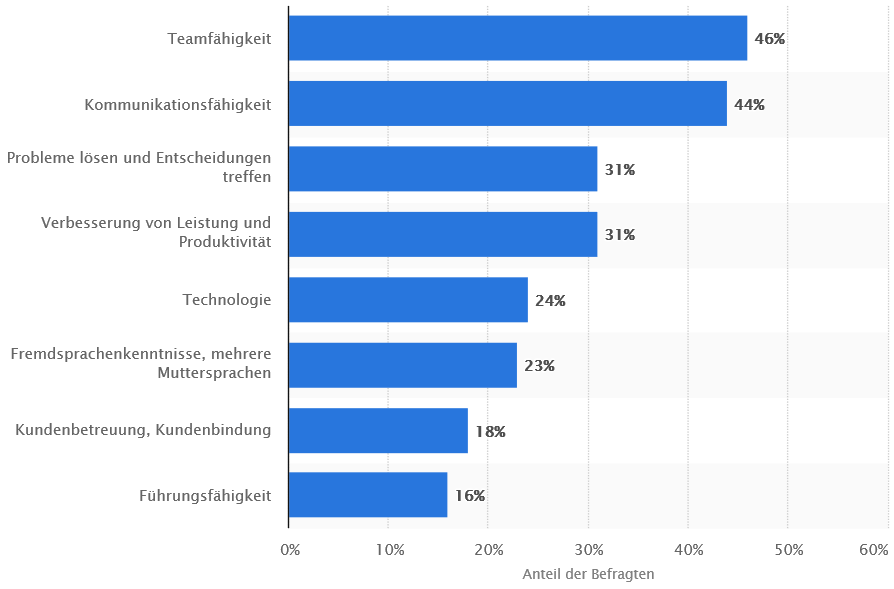 Teamfähigkeit
46%
Kommunikationsfähigkeit
44%
Probleme lösen und Entscheidungen
treffen
31%
Verbesserung von Leistung und
Produktivität
31%
Technologie
24%
Fremdsprachenkenntnisse, mehrere
Muttersprachen
23%
Kundenbetreuung, Kundenbindung
18%
Führungsfähigkeit
16%
0% 10% 20% 30% 40% 50% 60%
Anteil der Befragten